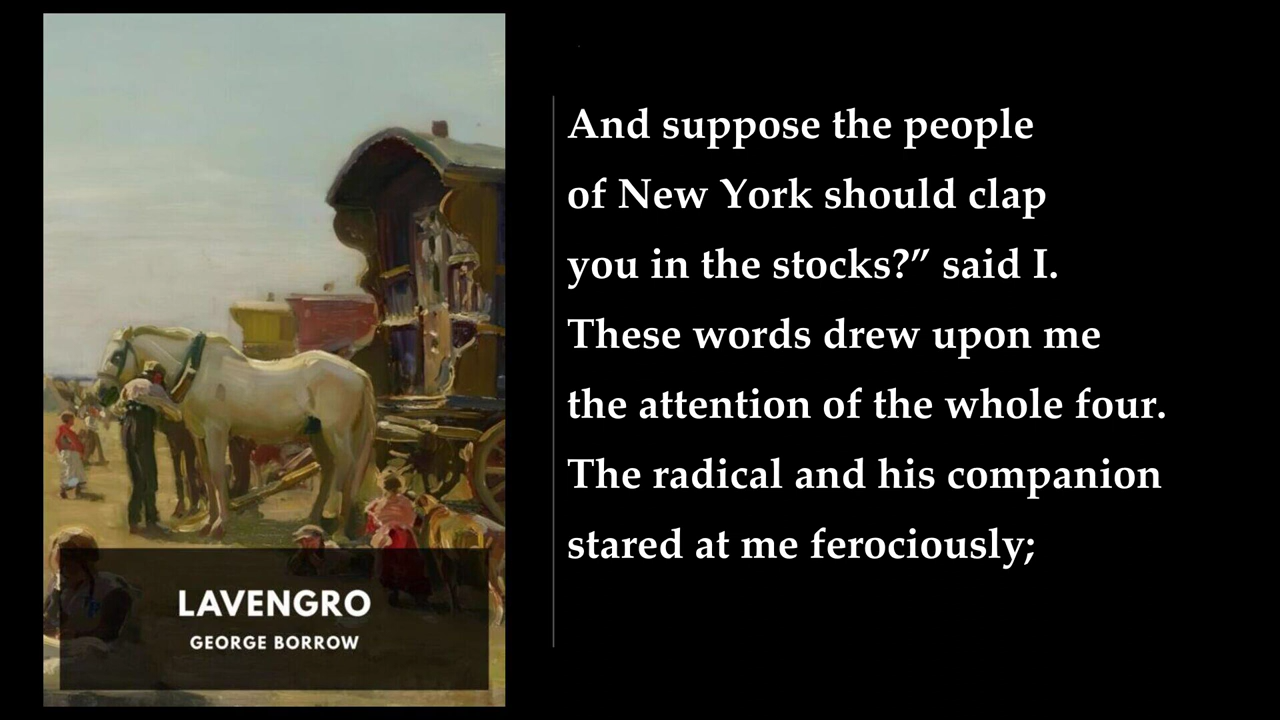 LAVENGRO
GEORGE BORROW
And suppose the people
of New York should clap
you in the stocks?” said I.
These words drew upon me
the attention of the whole four.
The radical and his companion
stared at me ferociously;